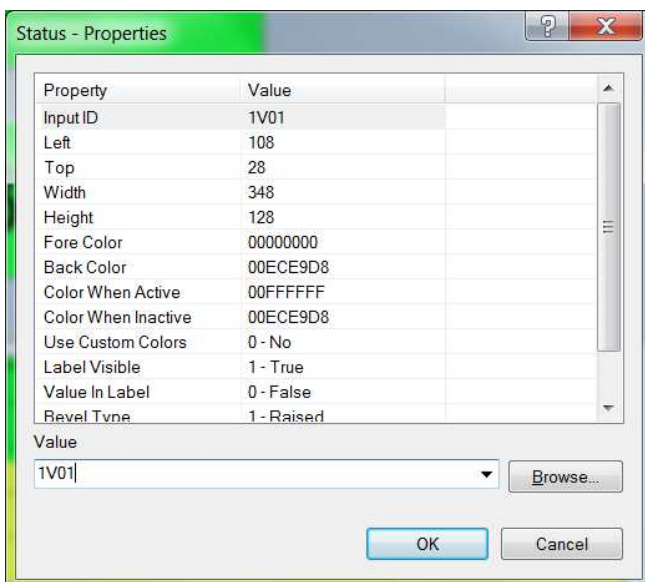 Status - Properties
Property Value
Input ID 1V01
Left 108
Top 28
Width 348
Height 128
Fore Color 00000000
Back Color 00ECE9D8
Color When Active 00FFFFFF
Color When Inactive 00ECE9D8
Use Custom Colors 0 - No
Label Visible 1 - True
Value In Label 0 - False
Bevel Type 1 - Raised
Value
1V01
Browse...
OK Cancel